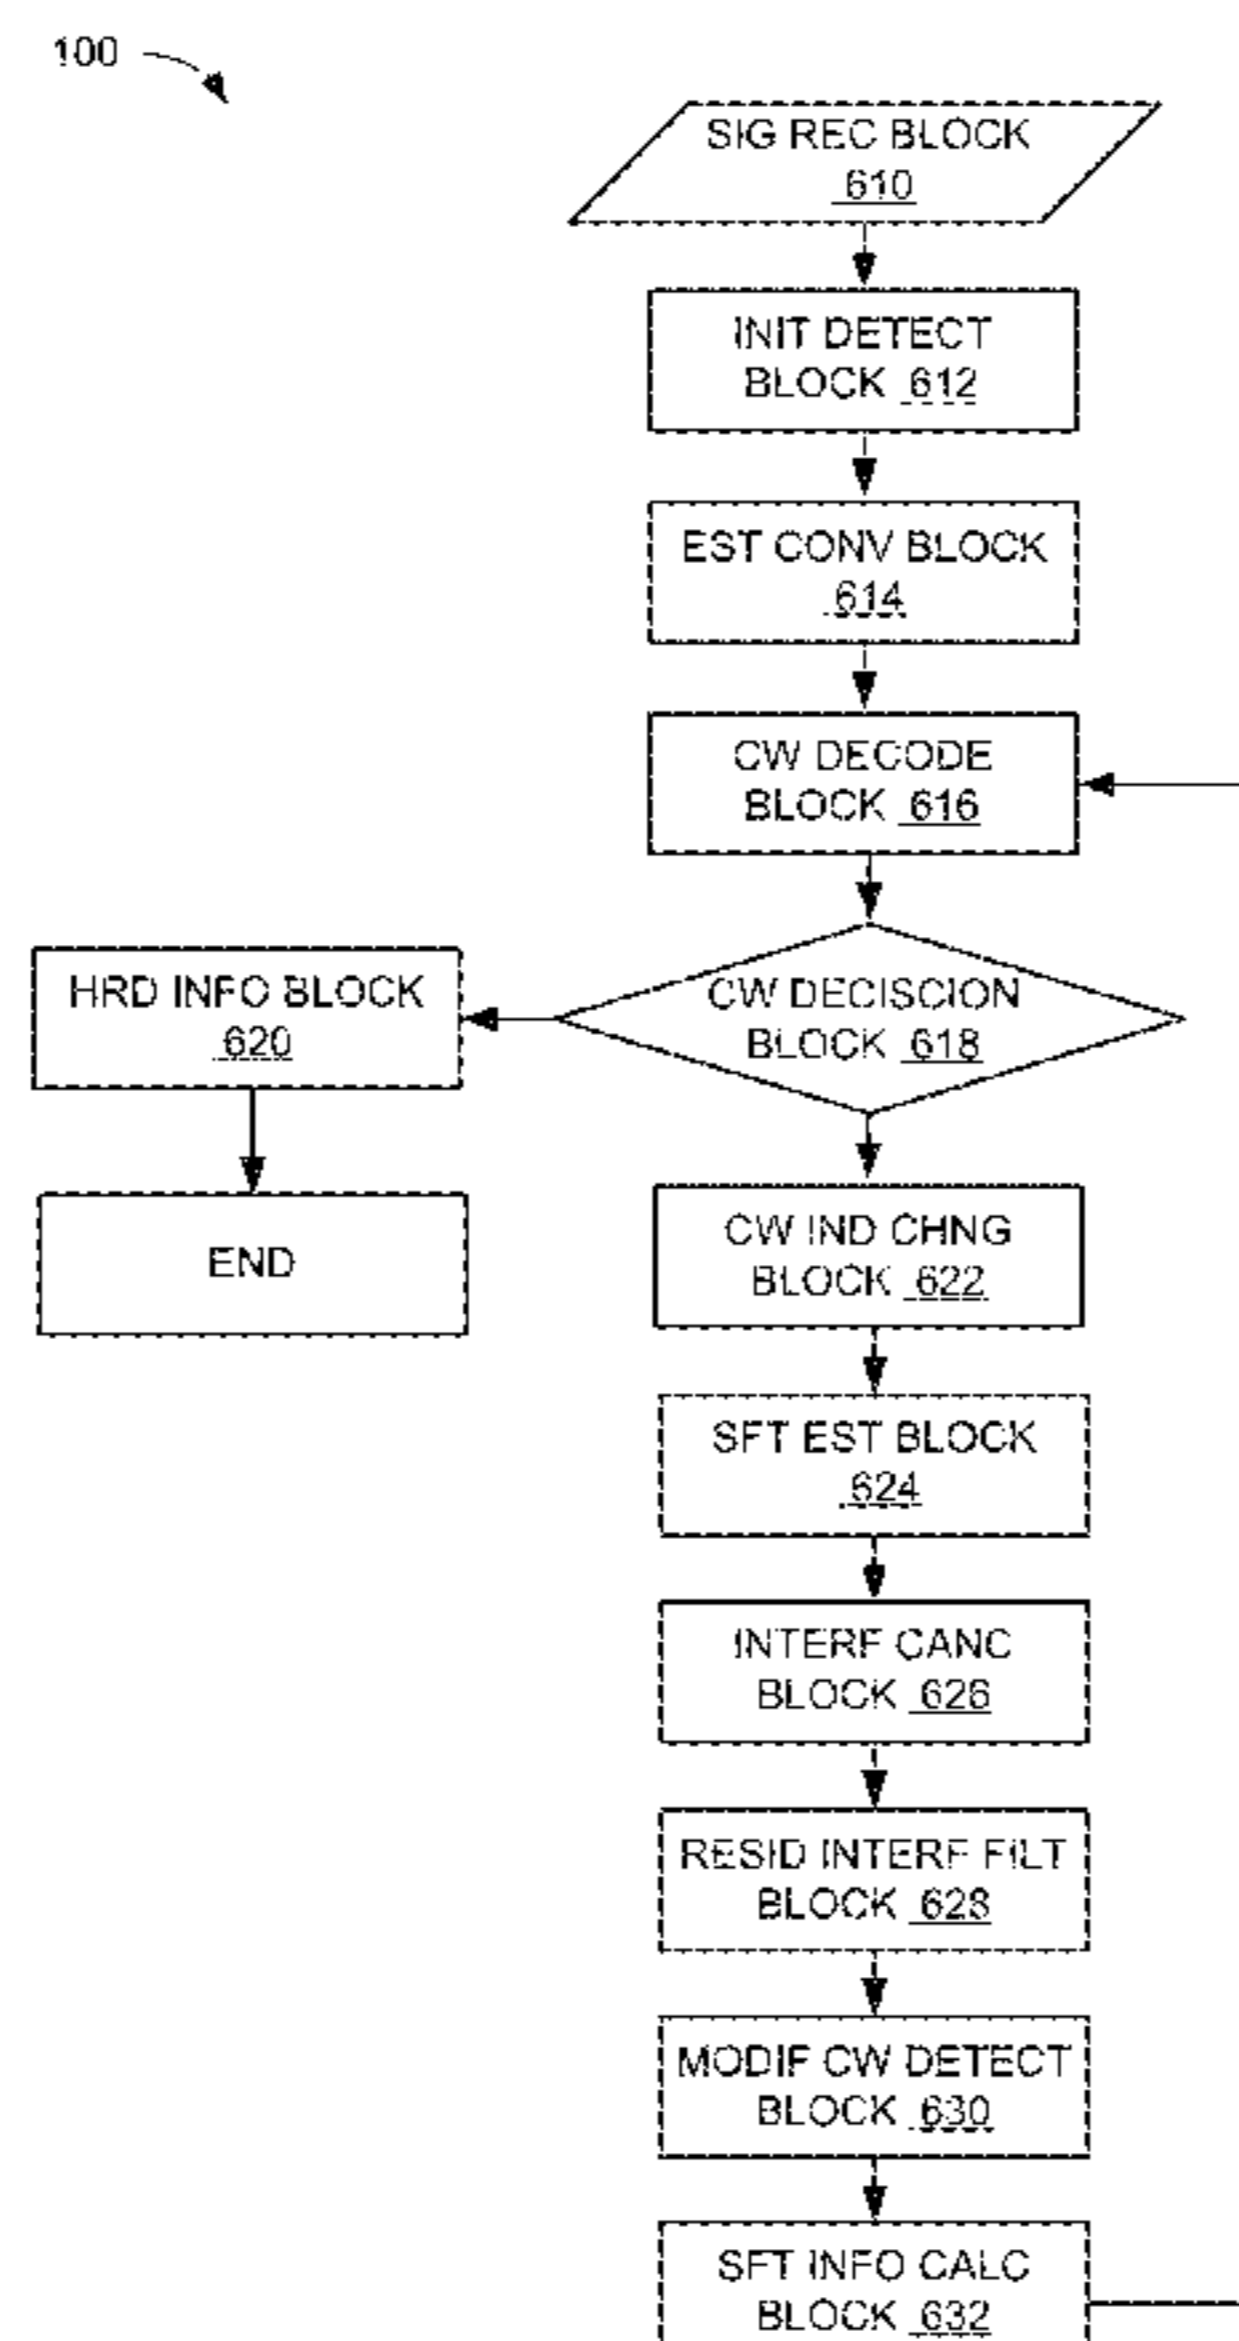 100
SIG REC BLOCK
610
INIT DETECT
BLOCK 612
EST CONV BLOCK
614
CW DECODE
BLOCK 616
HRD INFO BLOCK
620
CW DECISCION
BLOCK 618
END
CW IND CHNG
BLOCK 622
SFT EST BLOCK
624
INTERF CANC
BLOCK 626
RESID INTERF FILT
BLOCK 628
MODIF CW DETECT
BLOCK 630
SFT INFO CALC
BLOCK 632